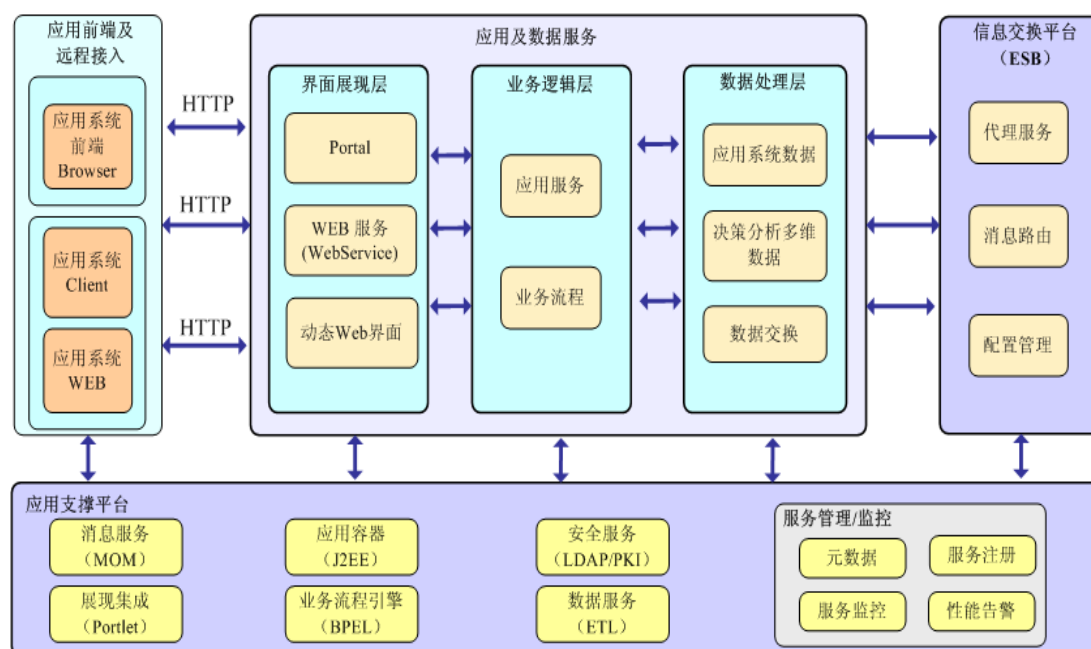 应用前端及
远程接入
应用系统
前端
Browser
应用系统
Client
应用系统
WEB
HTTP
HTTP
HTTP
应用及数据服务
界面展现层
Portal
WEB 服务
(WebService)
动态Web界面
业务逻辑层
应用服务
业务流程
数据处理层
应用系统数据
决策分析多维
数据
数据交换
信息交换平台
（ESB）
代理服务
消息路由
配置管理
应用支撑平台
消息服务
（MOM）
应用容器
（J2EE）
安全服务
（LDAP/PKI）
展现集成
（Portlet）
业务流程引擎
（BPEL）
数据服务
（ETL）
服务管理/监控
元数据
服务注册
服务监控
性能告警